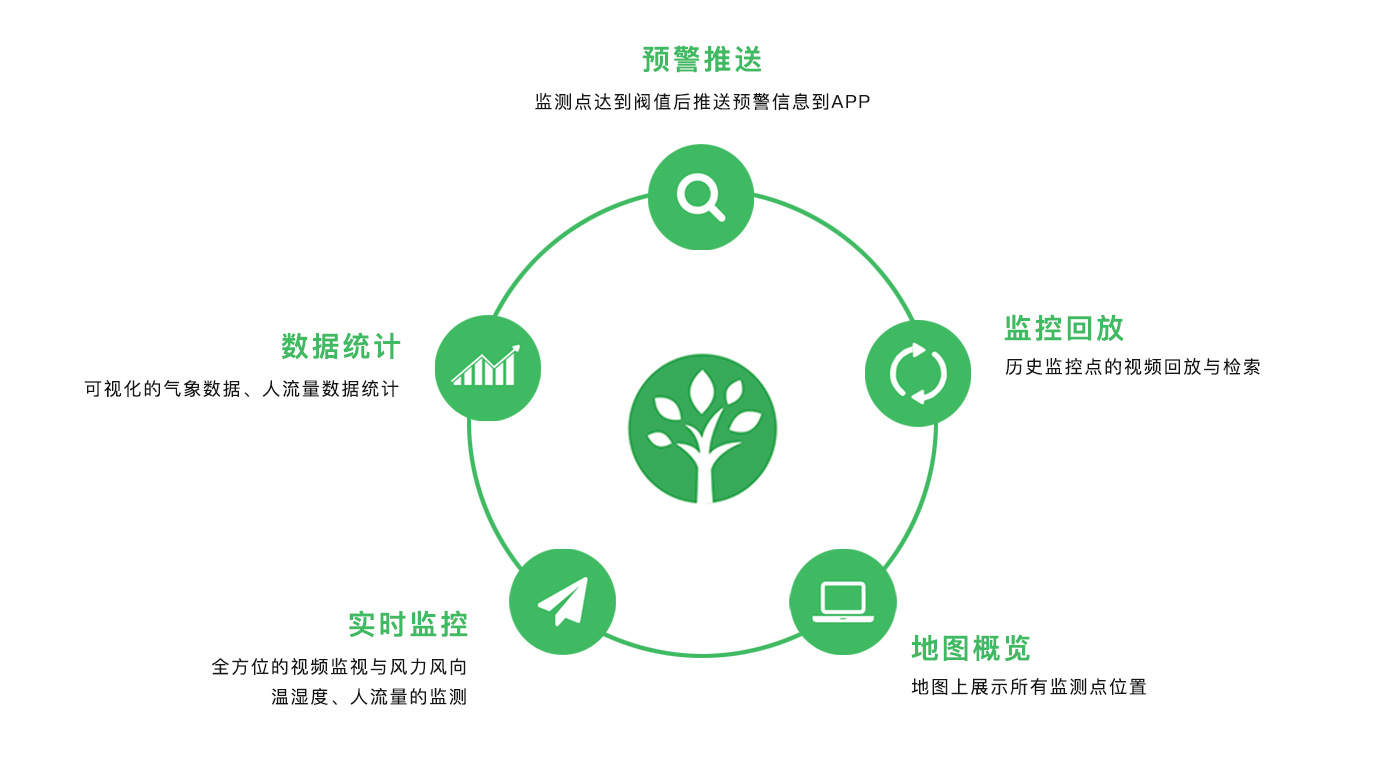 预警推送
监测点达到阀值后推送预警信息到APP
监控回放
历史监控点的视频回放与检索
数据统计
可视化的气象数据、人流量数据统计
实时监控
全方位的视频监视与风力风向
温湿度、人流量的监测
地图概览
地图上展示所有监测点位置